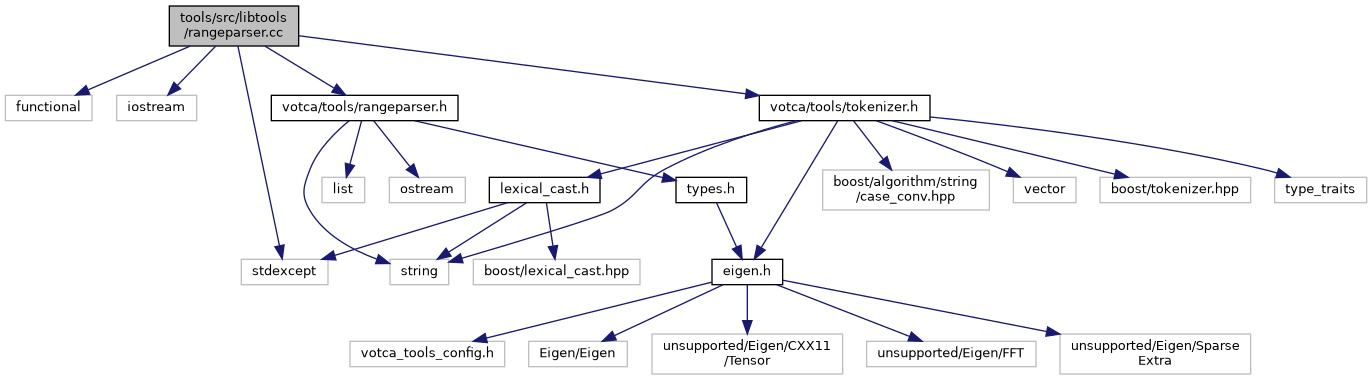 tools/src/libtools
/rangeparser.cc
functional
iostream
votca/tools/rangeparser.h
votca/tools/tokenizer.h
list
ostream
lexical_cast.h
types.h
boost/algorithm/string
/case_conv.hpp
vector
boost/tokenizer.hpp
type_traits
stdexcept
string
boost/lexical_cast.hpp
eigen.h
votca_tools_config.h
Eigen/Eigen
unsupported/Eigen/CXX11
/Tensor
unsupported/Eigen/FFT
unsupported/Eigen/Sparse
Extra